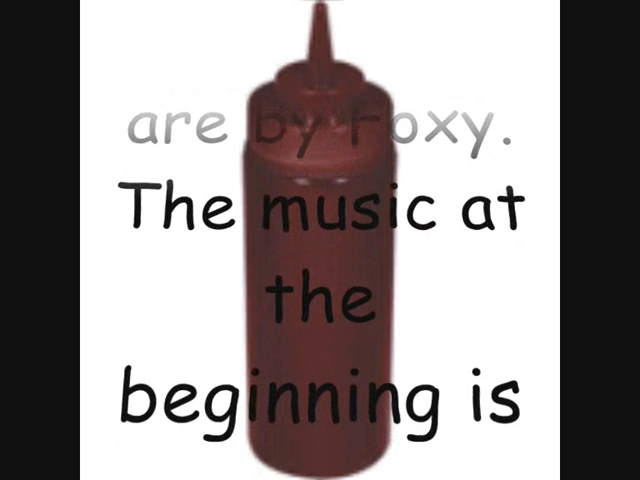 are by Foxy.
The music at
the
beginning is